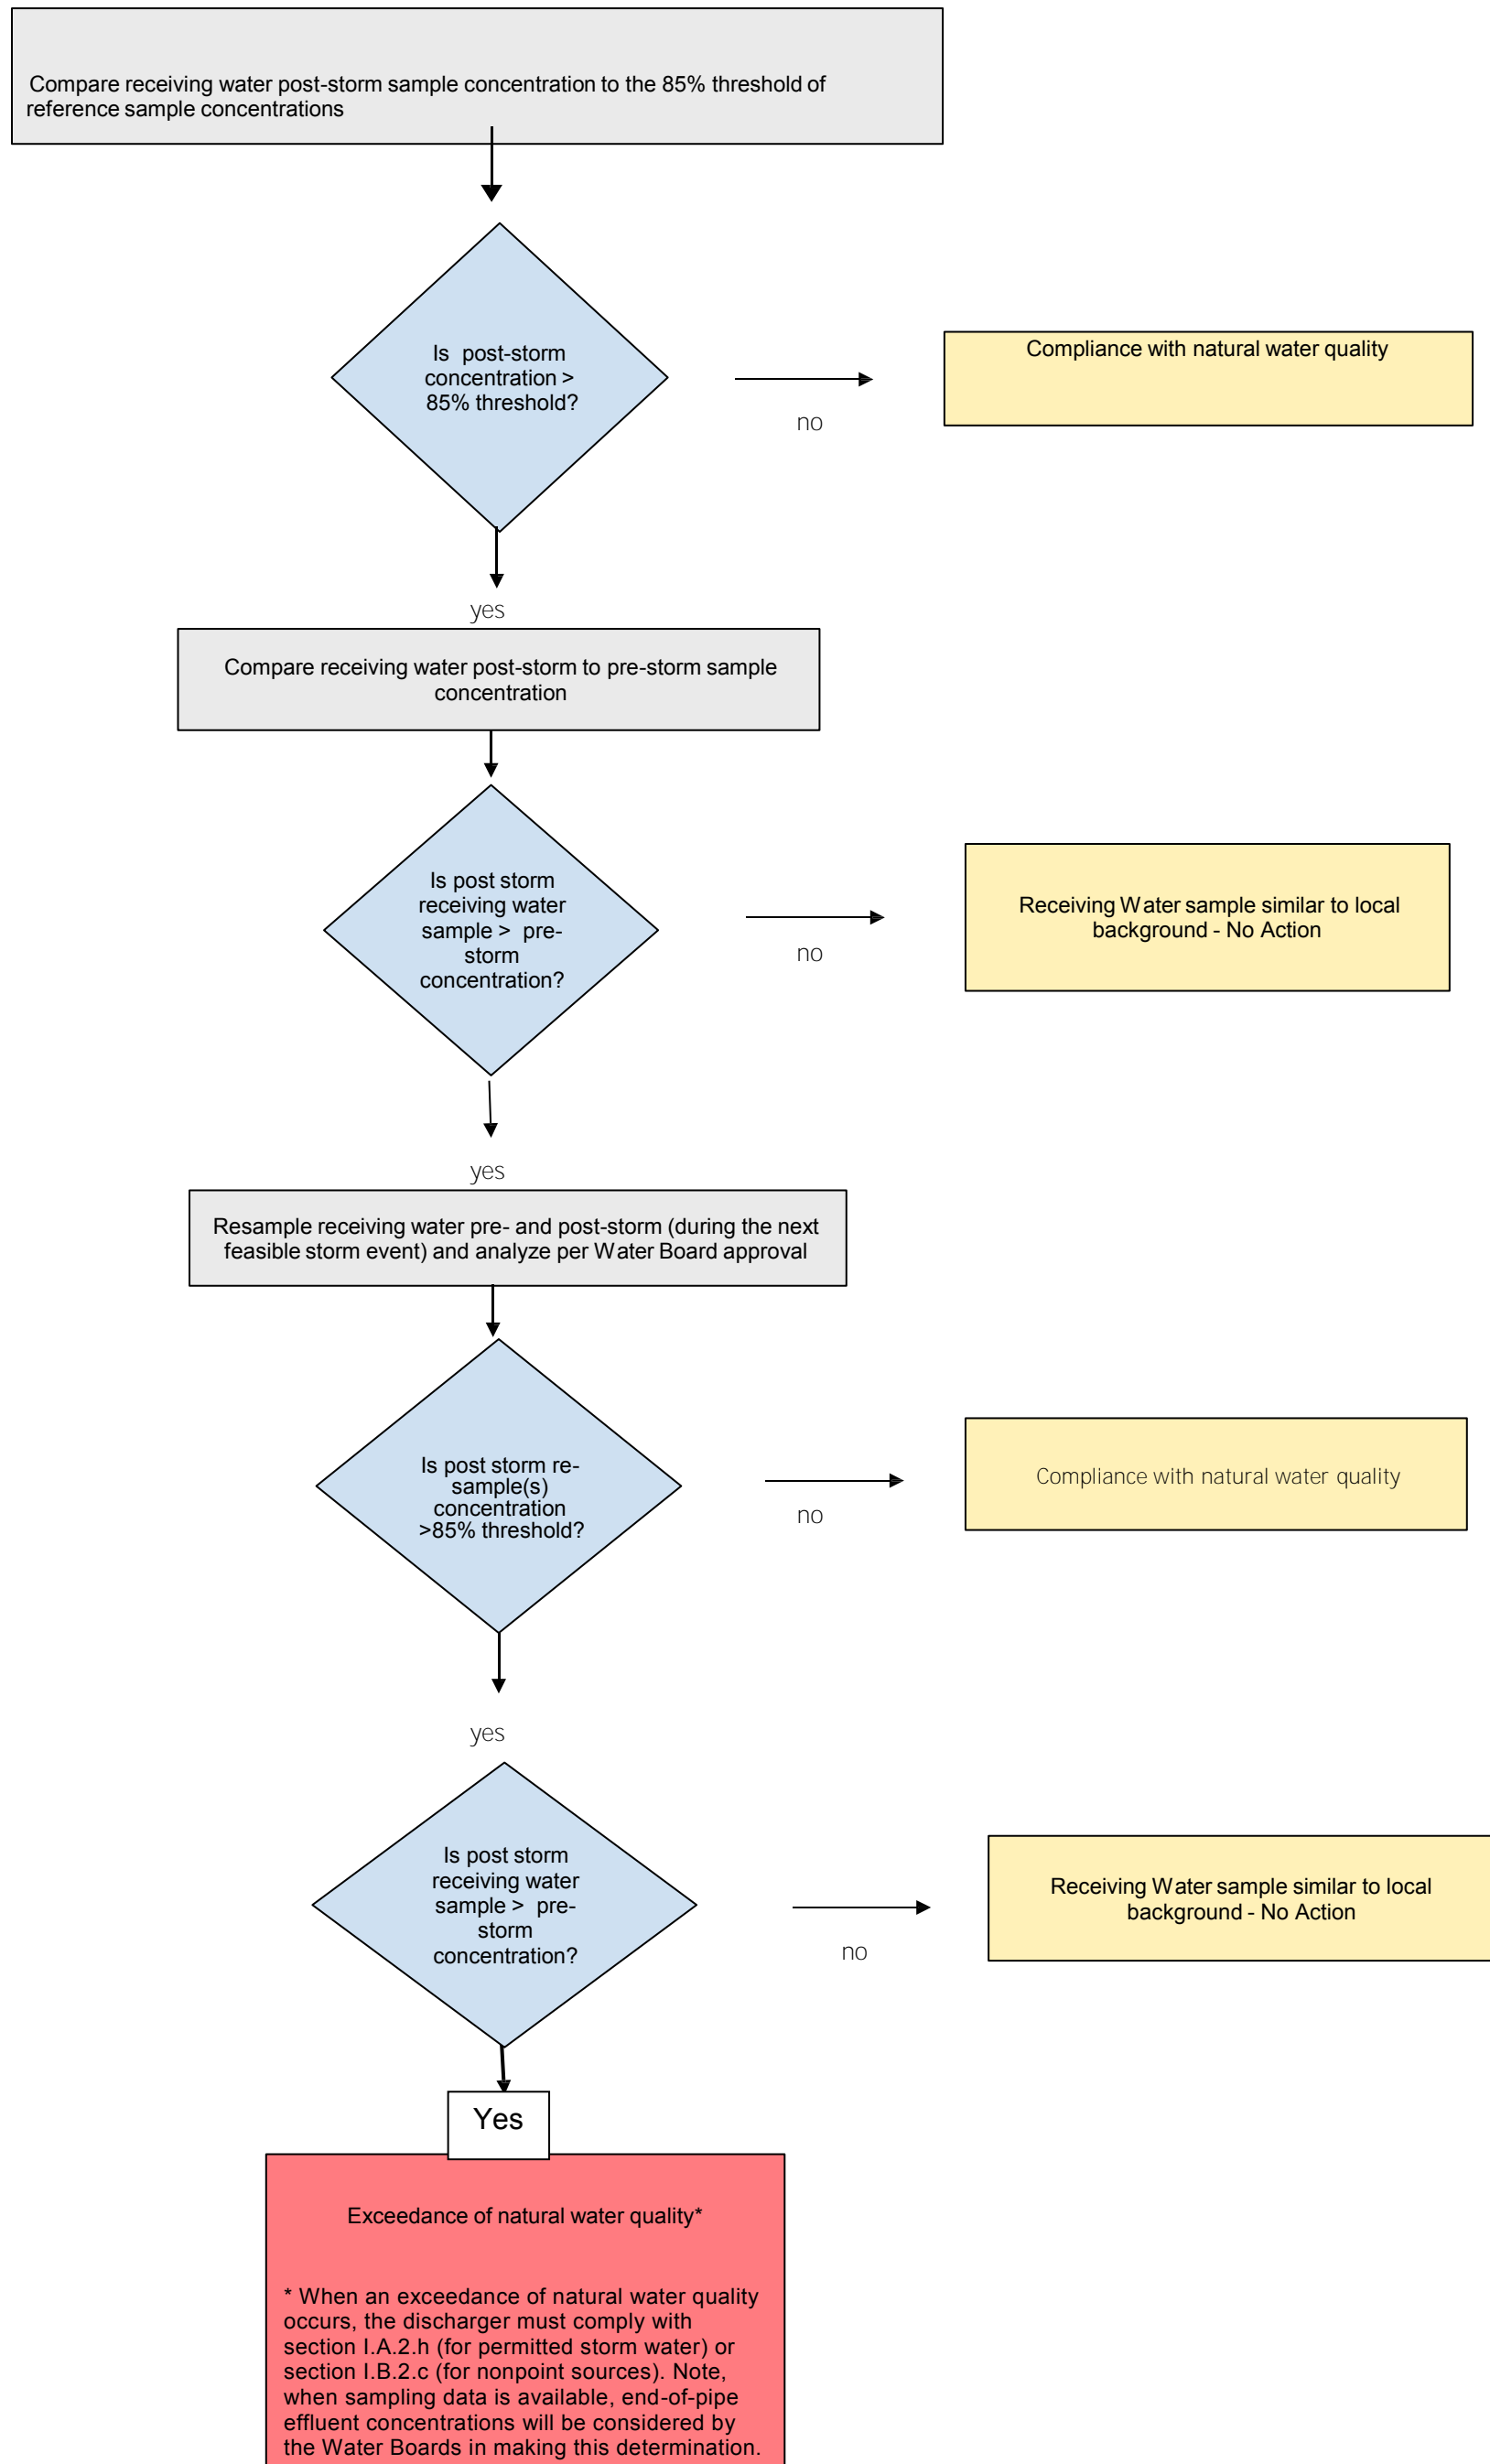 Compare receiving water post-storm sample concentration to the 85% threshold of
reference sample concentrations
Is post-storm
concentration >
85% threshold?
no
Compliance with natural water quality
yes
Compare receiving water post-storm to pre-storm sample
concentration
Is post storm
receiving water
sample > pre-
storm
concentration?
no
Receiving Water sample similar to local
background - No Action
yes
Resample receiving water pre- and post-storm (during the next
feasible storm event) and analyze per Water Board approval
Is post storm re-
sample(s)
concentration
>85% threshold?
no
Compliance with natural water quality
yes
Is post storm
receiving water
sample > pre-
storm
concentration?
no
Receiving Water sample similar to local
background - No Action
Yes
Exceedance of natural water quality*
* When an exceedance of natural water quality
occurs, the discharger must comply with
section I.A.2.h (for permitted storm water) or
section I.B.2.c (for nonpoint sources). Note,
when sampling data is available, end-of-pipe
effluent concentrations will be considered by
the Water Boards in making this determination.